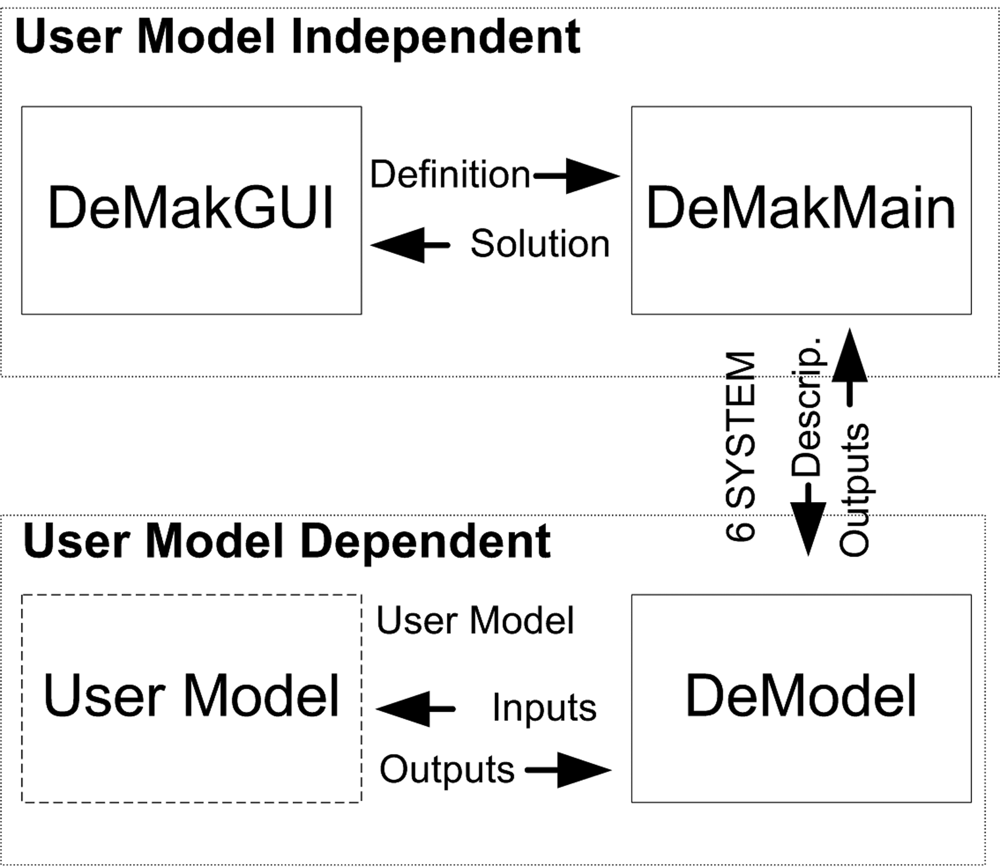 User Model Independent
DeMakGUI
Definition
Solution
DeMakMain
6 SYSTEM
Descrip.
Outputs
User Model Dependent
User Model
User Model
Inputs
Outputs
DeModel